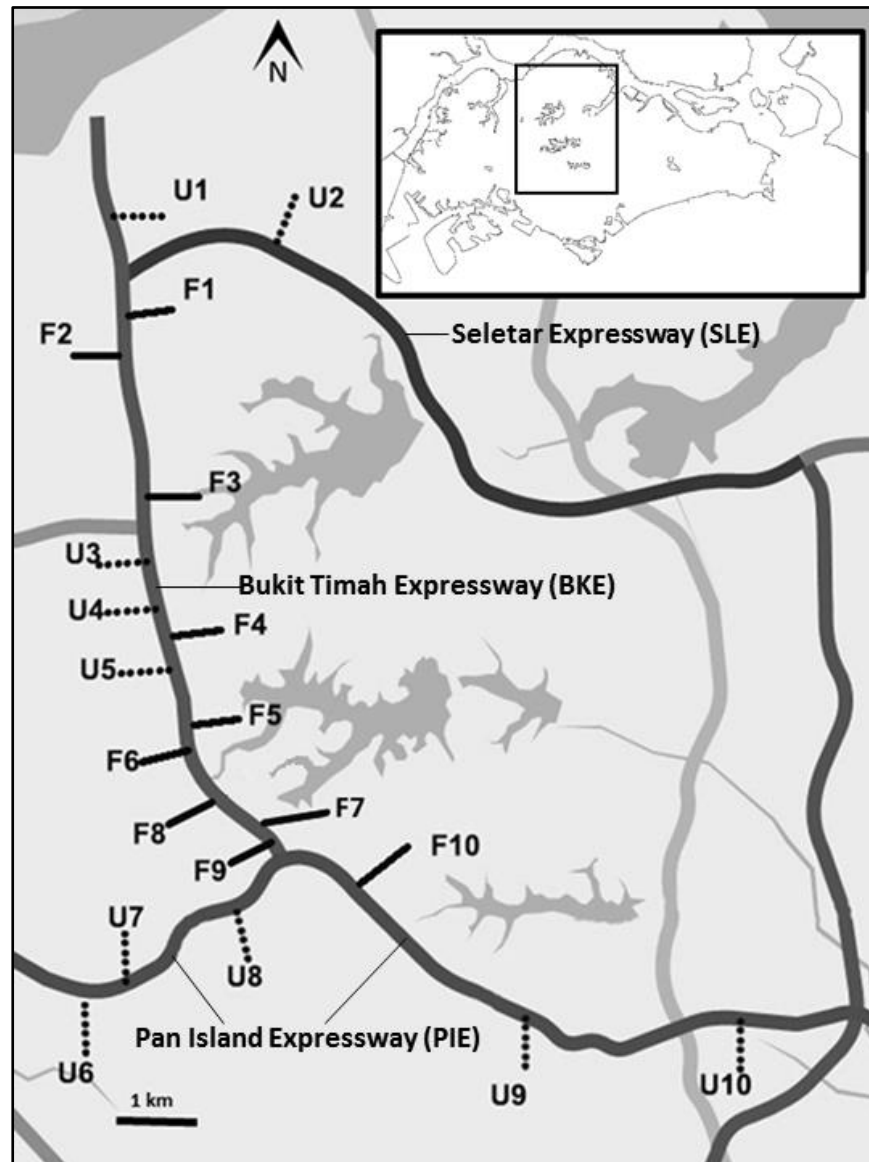 N
U1
U2
F1
F2
Seletar Expressway (SLE)
F3
U3
Bukit Timah Expressway (BKE)
U4
F4
U5
F5
F6
F7
F8
F10
F9
U7
U8
Pan Island Expressway (PIE)
U6
U9
U10
1 km